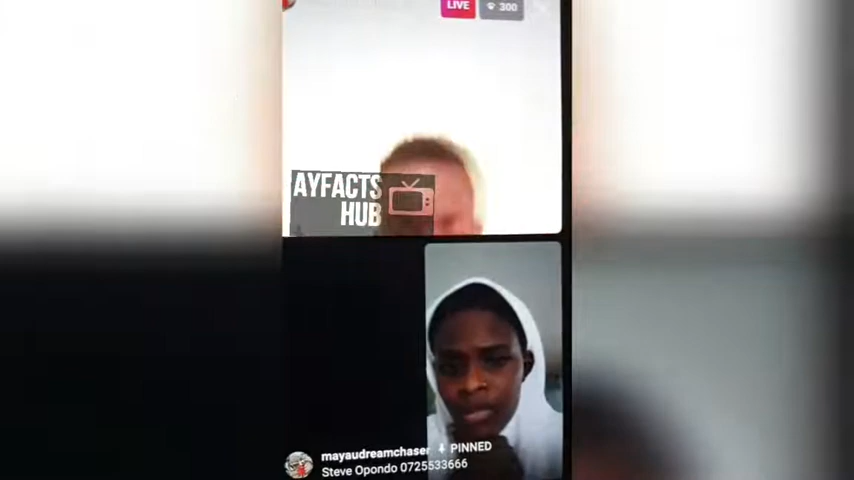 LIVE
300
AYFACTS
HUB
mayaudreamchaser PINNED
Steve Opondo 0725533666